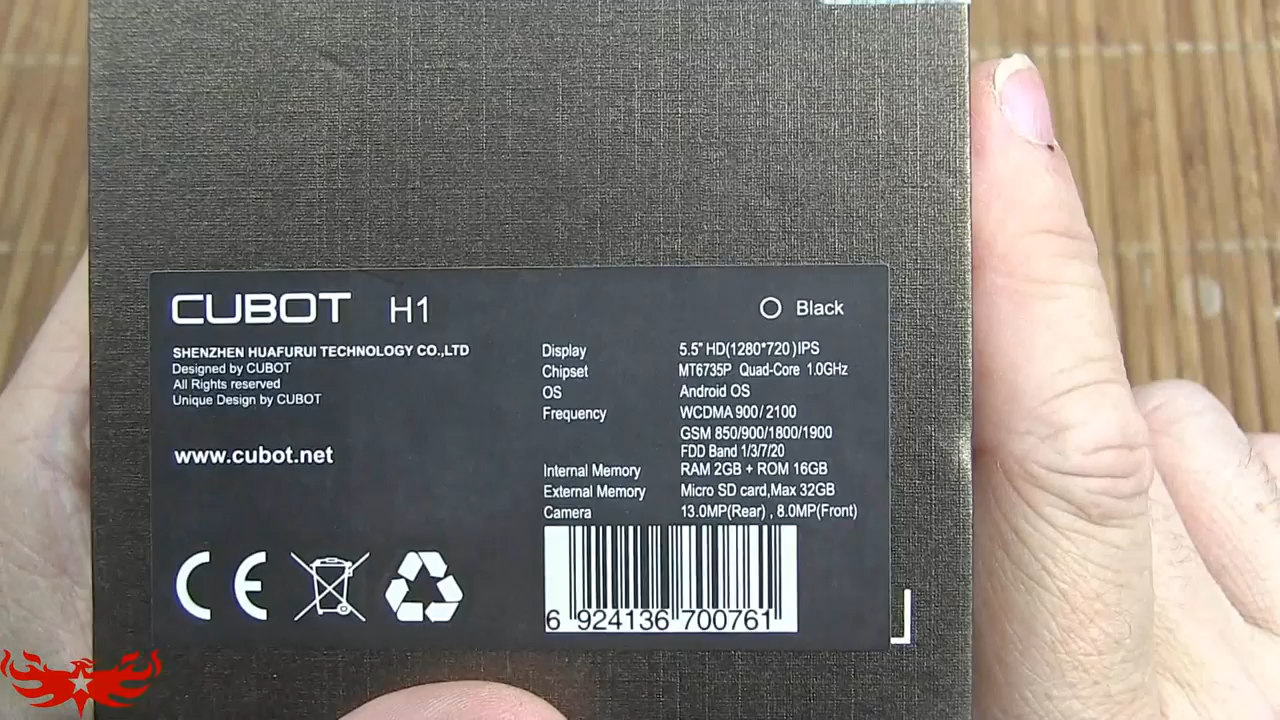 CUBOT H1
Black
SHENZHEN HUAFURUI TECHNOLOGY CO.,LTD
Designed by CUBOT
All Rights reserved
Unique Design by CUBOT
www.cubot.net
Display 5.5" HD(1280*720)IPS
Chipset MT6735P Quad-Core 1.0GHz
OS Android OS
Frequency WCDMA 900/2100
GSM 850/900/1800/1900
FDD Band 1/3/7/20
Internal Memory RAM 2GB + ROM 16GB
External Memory Micro SD card,Max 32GB
Camera 13.0MP(Rear) , 8.0MP(Front)
CE
6 924136 700761